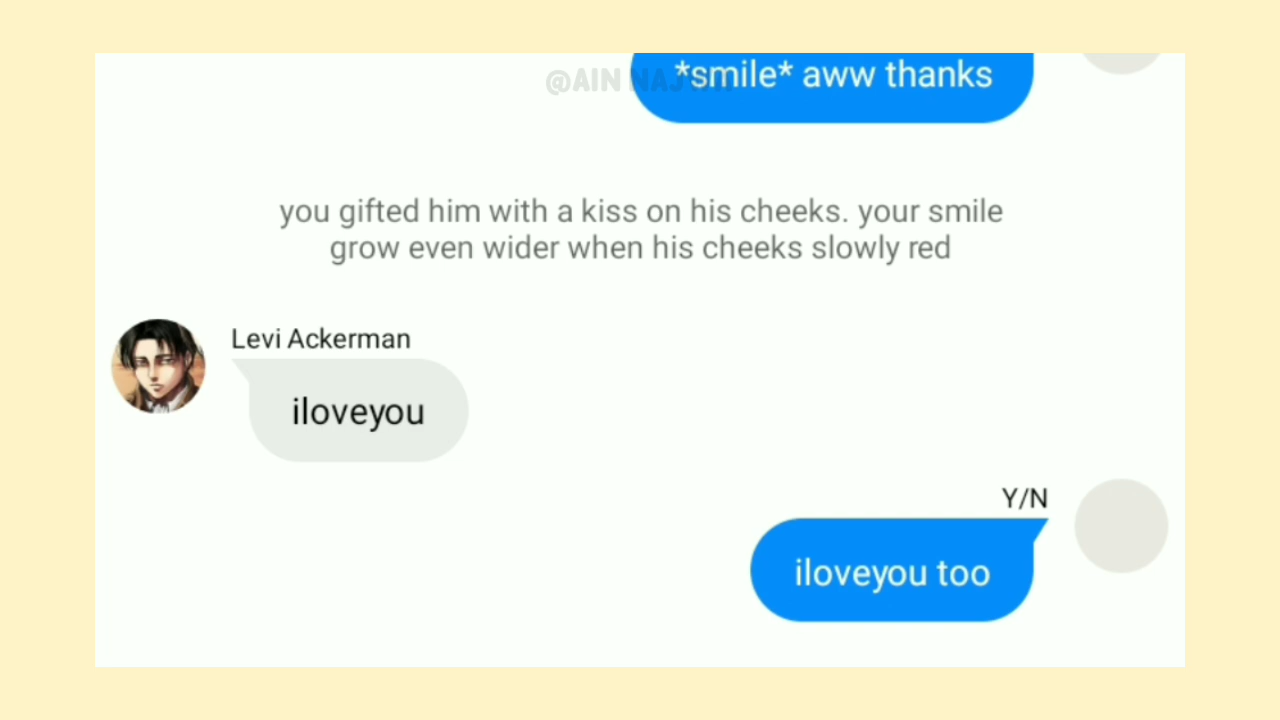 *smile* aww thanks
@AIN
you gifted him with a kiss on his cheeks. your smile
grow even wider when his cheeks slowly red
Levi Ackerman
iloveyou
Y/N
iloveyou too